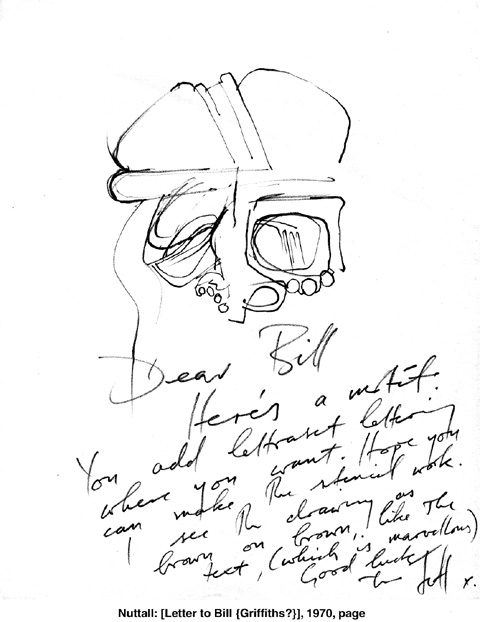 Dear Bill
Here's a motif.
You add lettraset lettering
where you want. Hope you
can make the stencil work.
I see the drawing as
brown on brown, like the
text, (which is marvellous)
Good luck
Jeff x.
Nuttall: [Letter to Bill {Griffiths?}], 1970, page